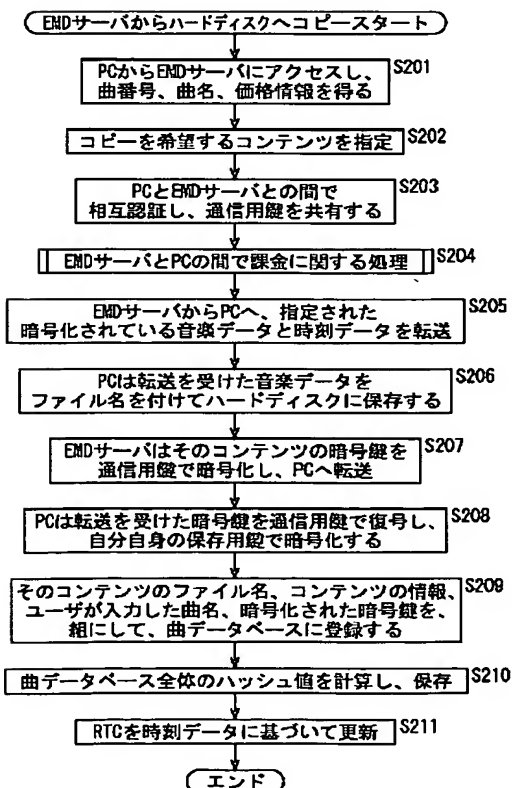 EMDサーバからハードディスクへコピースタート
PCからEMDサーバにアクセスし、
曲番号、曲名、価格情報を得る
S201
コピーを希望するコンテンツを指定
S202
PCとEMDサーバとの間で
相互認証し、通信用鍵を共有する
S203
EMDサーバとPCの間で課金に関する処理
S204
EMDサーバからPCへ、指定された
暗号化されている音楽データと時刻データを転送
S205
PCは転送を受けた音楽データを
ファイル名を付けてハードディスクに保存する
S206
EMDサーバはそのコンテンツの暗号鍵を
通信用鍵で暗号化し、PCへ転送
S207
PCは転送を受けた暗号鍵を通信用鍵で復号し、
自分自身の保存用鍵で暗号化する
S208
そのコンテンツのファイル名、コンテンツの情報、
ユーザが入力した曲名、暗号化された暗号鍵を、
組にして、曲データベースに登録する
S209
曲データベース全体のハッシュ値を計算し、保存
S210
RTCを時刻データに基づいて更新
S211
エンド